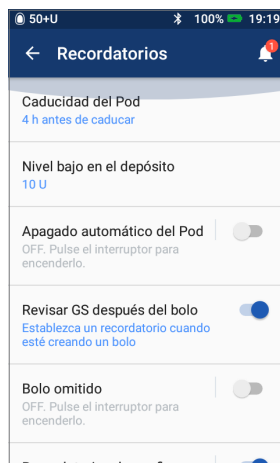 50+U 100% 19:19
Recordatorios
1
Caducidad del Pod
4 h antes de caducar
Nivel bajo en el depósito
10 U
Apagado automático del Pod
OFF. Pulse el interruptor para
encenderlo.
Revisar GS después del bolo
Establezca un recordatorio cuando
esté creando un bolo
Bolo omitido
OFF. Pulse el interruptor para
encenderlo.